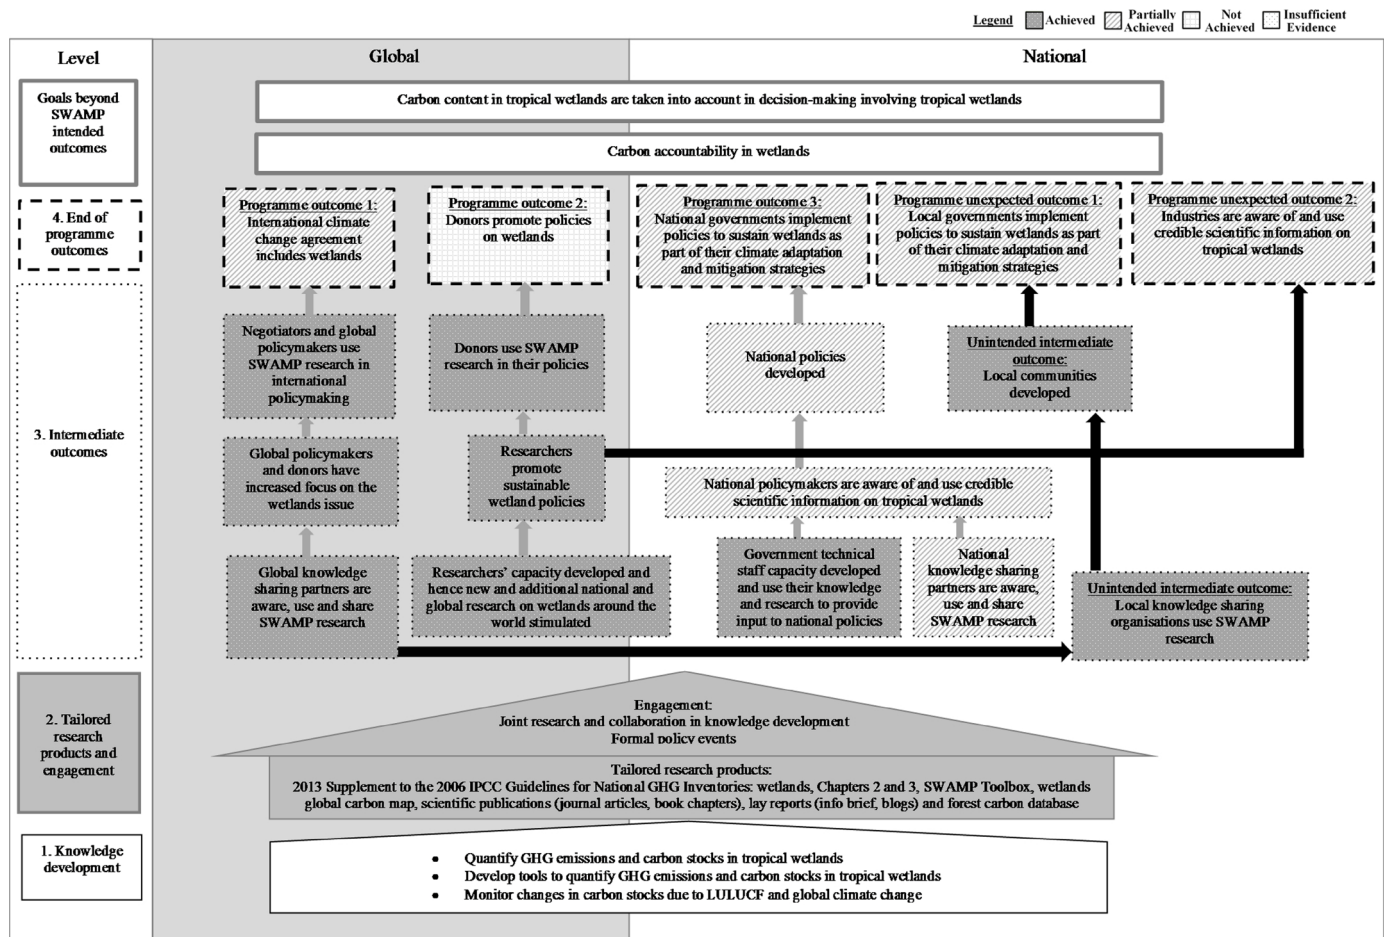 Legend
Achieved
Partially
Achieved
Not
Achieved
Insufficient
Evidence
Level
Global
National
Goals beyond
SWAMP
intended
outcomes
Carbon content in tropical wetlands are taken into account in decision-making involving tropical wetlands
Carbon accountability in wetlands
4. End of
programme
outcomes
Programme outcome 1:
International climate
change agreement
includes wetlands
Programme outcome 2:
Donors promote policies
on wetlands
Programme outcome 3:
National governments implement
policies to sustain wetlands as
part of their climate adaptation
and mitigation strategies
Programme unexpected outcome 1:
Local governments implement
policies to sustain wetlands as part
of their climate adaptation and
mitigation strategies
Programme unexpected outcome 2:
Industries are aware of and use
credible scientific information on
tropical wetlands
3. Intermediate
outcomes
Negotiators and global
policymakers use
SWAMP research in
international
policymaking
Donors use SWAMP
research in their policies
National policies
developed
Unintended intermediate
outcome:
Local communities
developed
Global policymakers
and donors have
increased focus on the
wetlands issue
Researchers
promote
sustainable
wetland policies
National policymakers are aware of and use credible
scientific information on tropical wetlands
Global knowledge
sharing partners are
aware, use and share
SWAMP research
Researchers' capacity developed and
hence new and additional national and
global research on wetlands around the
world stimulated
Government technical
staff capacity developed
and use their knowledge
and research to provide
input to national policies
National
knowledge sharing
partners are aware,
use and share
SWAMP research
Unintended intermediate outcome:
Local knowledge sharing
organisations use SWAMP
research
2. Tailored
research
products and
engagement
Engagement:
Joint research and collaboration in knowledge development
Formal policy events
Tailored research products:
2013 Supplement to the 2006 IPCC Guidelines for National GHG Inventories: wetlands, Chapters 2 and 3, SWAMP Toolbox, wetlands
global carbon map, scientific publications (journal articles, book chapters), lay reports (info brief, blogs) and forest carbon database
1. Knowledge
development
• Quantify GHG emissions and carbon stocks in tropical wetlands
• Develop tools to quantify GHG emissions and carbon stocks in tropical wetlands
• Monitor changes in carbon stocks due to LULUCF and global climate change